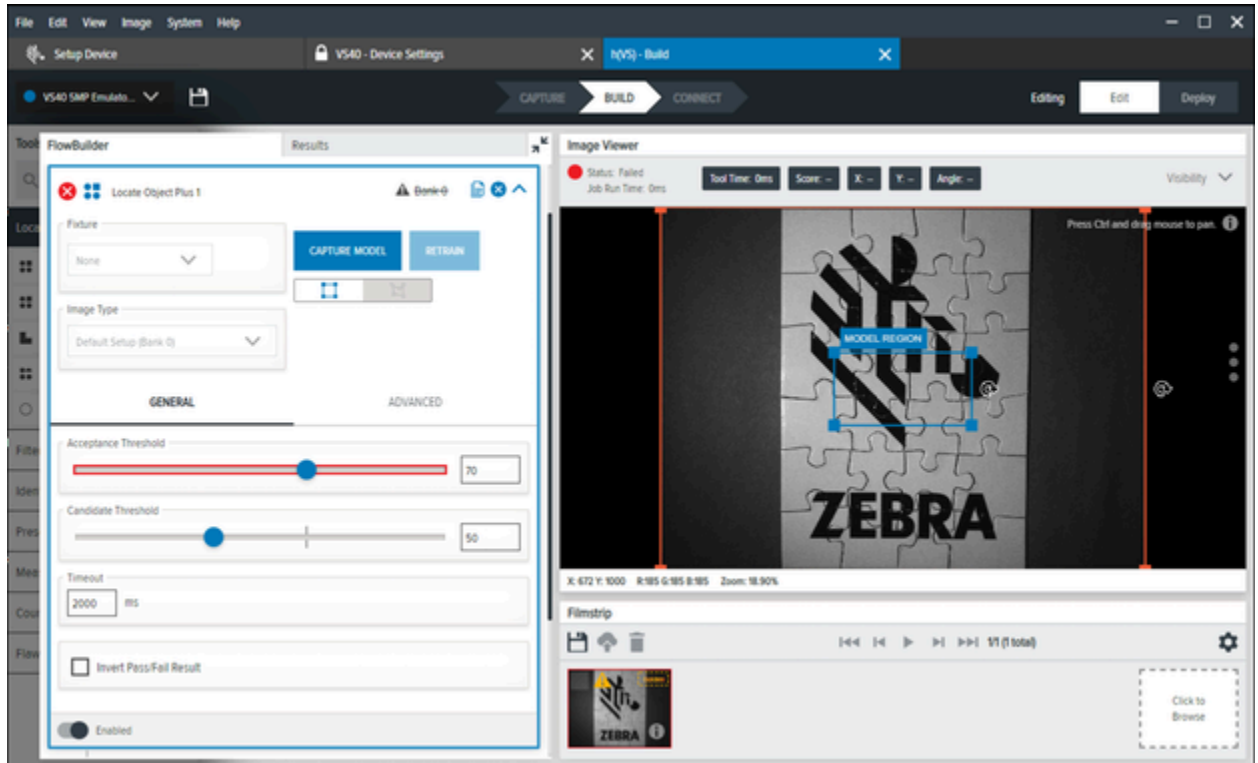 File Edit View Image System Help
Setup Device
VS40 - Device Settings
h(VS) - Build
VS40 SMP Emulato...
CAPTURE
BUILD
CONNECT
Editing
Edit
Deploy
FlowBuilder
Results
Locate Object Plus 1
Bank 0
Fixture
None
CAPTURE MODEL
RETRAIN
Image Type
Default Setup (Bank 0)
GENERAL
ADVANCED
Acceptance Threshold
70
Candidate Threshold
50
Timeout
2000 ms
Invert Pass/Fail Result
Enabled
Image Viewer
Status: Failed
Job Run Time: 0ms
Tool Time: 0ms
Score: --
X: --
Y: --
Angle: --
Visibility
Press Ctrl and drag mouse to pan.
MODEL REGION
ZEBRA
X: 672 Y: 1000 R:185 G:185 B:185 Zoom: 18.90%
Filmstrip
1/1 (1 total)
ZEBRA
Click to
Browse